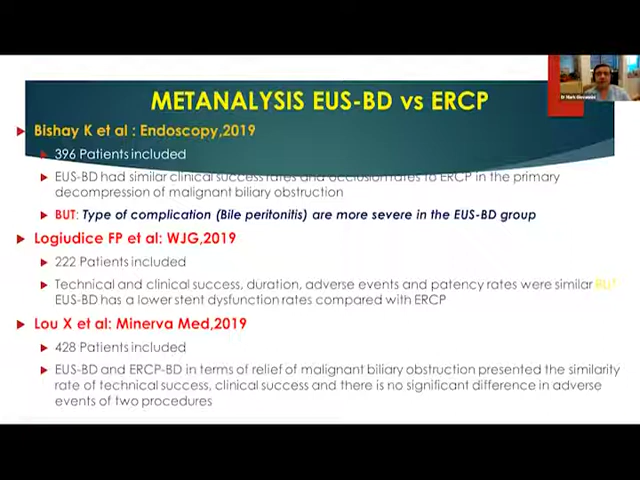 METANALYSIS EUS-BD vs ERCP
Bishay K et al : Endoscopy,2019
396 Patients included
EUS-BD had similar clinical success rates and occlusion rates to ERCP in the primary
decompression of malignant biliary obstruction
BUT: Type of complication (Bile peritonitis) are more severe in the EUS-BD group
Logiudice FP et al: WJG,2019
222 Patients included
Technical and clinical success, duration, adverse events and patency rates were similar BUT
EUS-BD has a lower stent dysfunction rates compared with ERCP
Lou X et al: Minerva Med,2019
428 Patients included
EUS-BD and ERCP-BD in terms of relief of malignant biliary obstruction presented the similarity
rate of technical success, clinical success and there is no significant difference in adverse
events of two procedures